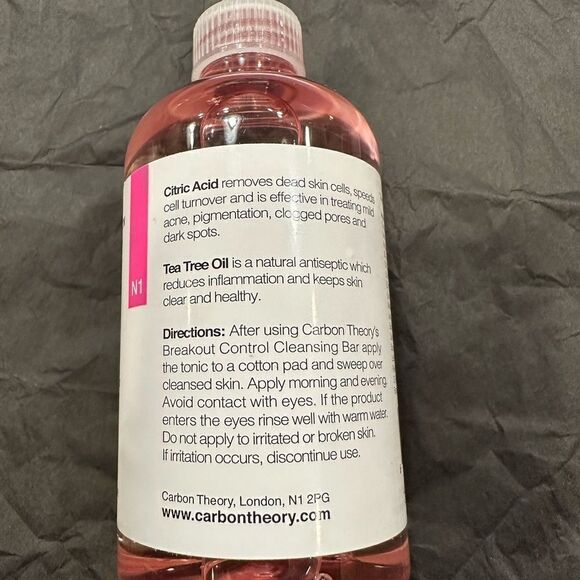 Citric Acid removes dead skin cells, speeds
cell turnover and is effective in treating mild
acne, pigmentation, clogged pores and
dark spots.
Tea Tree Oil is a natural antiseptic which
reduces inflammation and keeps skin
clear and healthy.
N1
Directions: After using Carbon Theory's
Breakout Control Cleansing Bar apply
the tonic to a cotton pad and sweep over
cleansed skin. Apply morning and evening.
Avoid contact with eyes. If the product
enters the eyes rinse well with warm water.
Do not apply to irritated or broken skin.
If irritation occurs, discontinue use.
Carbon Theory, London, N1 2PG
www.carbontheory.com